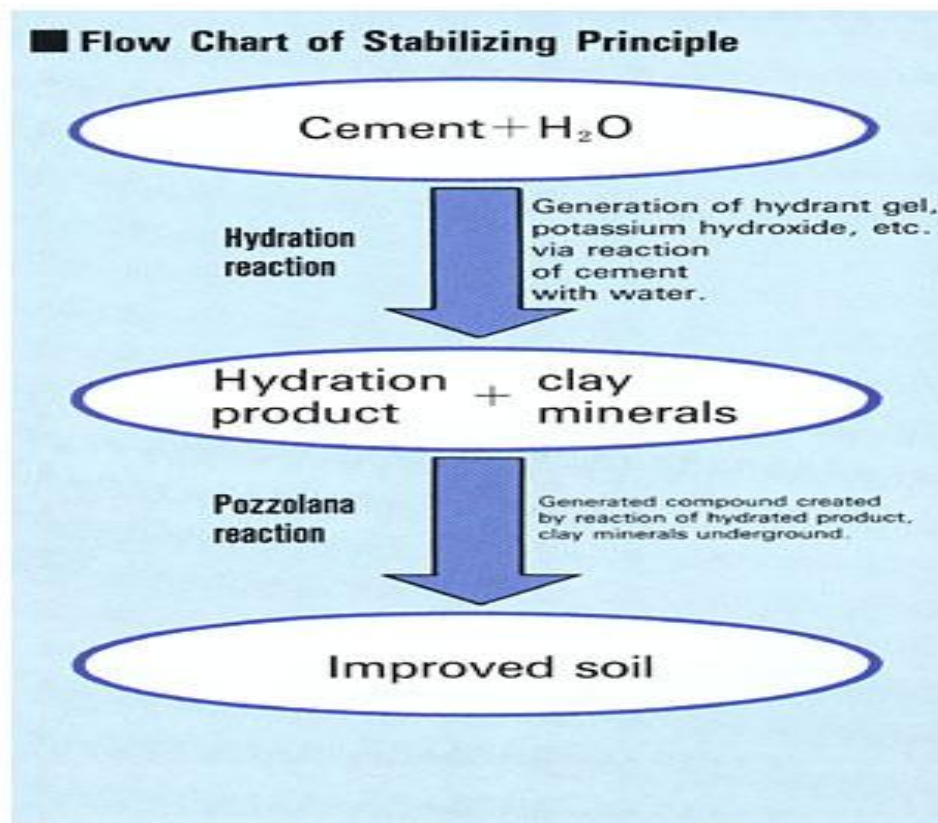 ■ Flow Chart of Stabilizing Principle
Cement+H₂O
Hydration
reaction
Generation of hydrant gel,
potassium hydroxide, etc.
via reaction
of cement
with water.
Hydration
product
+
clay
minerals
Pozzolana
reaction
Generated compound created
by reaction of hydrated product,
clay minerals underground.
Improved soil